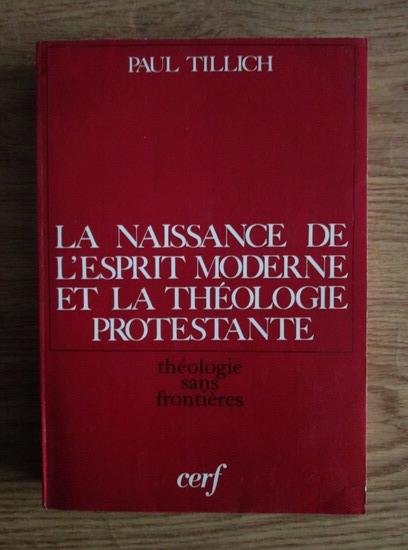 PAUL TILLICH
LA NAISSANCE DE
L'ESPRIT MODERNE
ET LA THÉOLOGIE
PROTESTANTE
théologie
sans
frontières
cerf